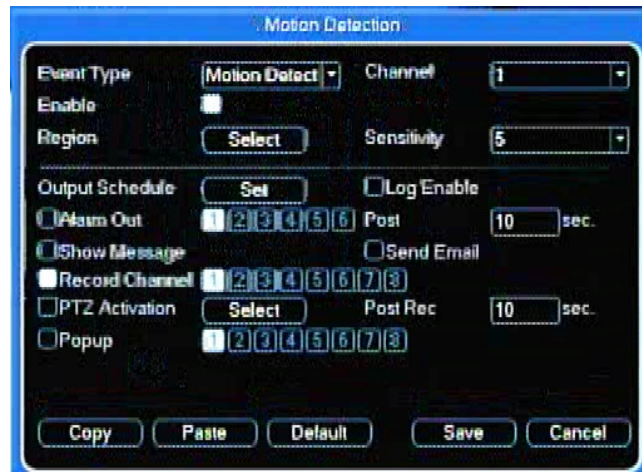 Motion Detection
Event Type Motion Detect Channel 1
Enable
Region Select Sensitivity 5
Output Schedule Set Log Enable
Alarm Out 1 2 3 4 5 6 Post 10 sec.
Show Message Send Email
Record Channel 1 2 3 4 5 6 7 8
PTZ Activation Select Post Rec 10 sec.
Popup 1 2 3 4 5 6 7 8
Copy Paste Default Save Cancel